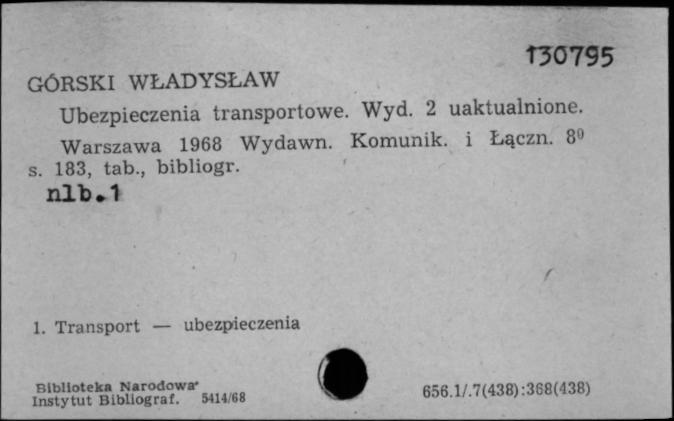 130795
GÓRSKI WŁADYSŁAW
Ubezpieczenia transportowe. Wyd. 2 uaktualnione.
Warszawa 1968 Wydawn. Komunik. i Łączn. 8⁰
s. 183, tab., bibliogr.
nlb.1
1. Transport — ubezpieczenia
Biblioteka Narodowa
Instytut Bibliograf. 5414/68
656.1/.7(438):368(438)